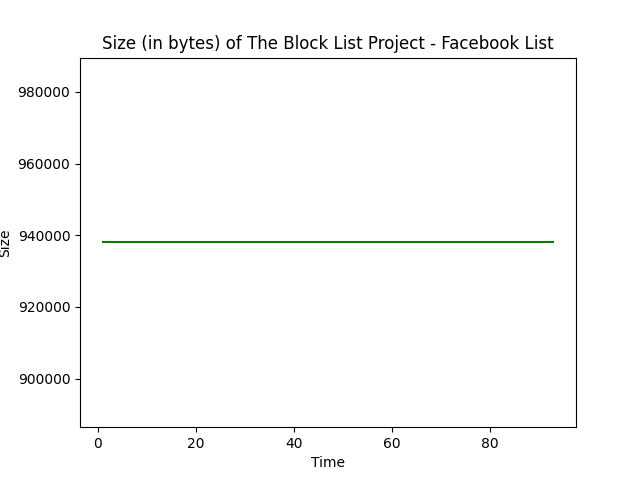 Size (in bytes) of The Block List Project - Facebook List
980000
960000
940000
920000
900000
Size
0 20 40 60 80
Time